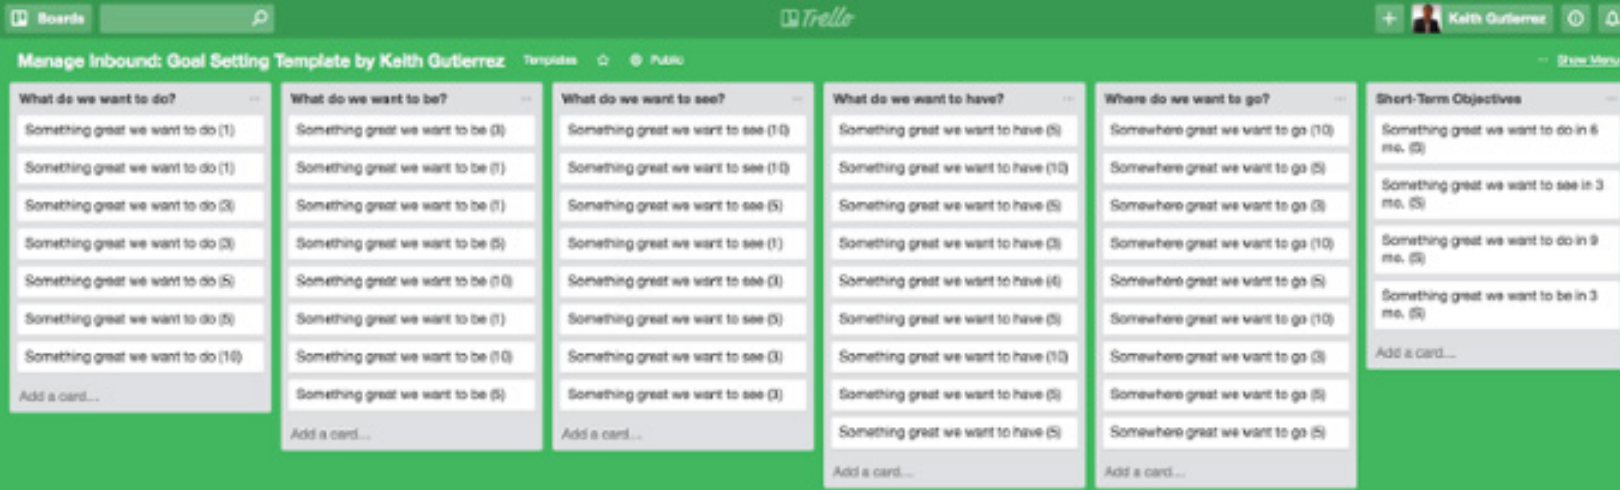 Boards
Trello
Keith Gutierrez
Manage Inbound: Goal Setting Template by Keith Gutierrez
Templates
Public
Show Menu
What do we want to do?
Something great we want to do (1)
Something great we want to do (1)
Something great we want to do (3)
Something great we want to do (3)
Something great we want to do (5)
Something great we want to do (5)
Something great we want to do (10)
Add a card...
What do we want to be?
Something great we want to be (3)
Something great we want to be (1)
Something great we want to be (1)
Something great we want to be (5)
Something great we want to be (10)
Something great we want to be (1)
Something great we want to be (10)
Something great we want to be (5)
Add a card...
What do we want to see?
Something great we want to see (10)
Something great we want to see (10)
Something great we want to see (5)
Something great we want to see (1)
Something great we want to see (3)
Something great we want to see (5)
Something great we want to see (3)
Something great we want to see (3)
Add a card...
What do we want to have?
Something great we want to have (5)
Something great we want to have (10)
Something great we want to have (5)
Something great we want to have (3)
Something great we want to have (4)
Something great we want to have (5)
Something great we want to have (10)
Something great we want to have (5)
Something great we want to have (5)
Add a card...
Where do we want to go?
Somewhere great we want to go (10)
Somewhere great we want to go (5)
Somewhere great we want to go (3)
Somewhere great we want to go (10)
Somewhere great we want to go (5)
Somewhere great we want to go (10)
Somewhere great we want to go (3)
Somewhere great we want to go (5)
Somewhere great we want to go (5)
Add a card...
Short-Term Objectives
Something great we want to do in 6
mo. (S)
Something great we want to see in 3
mo. (S)
Something great we want to do in 9
mo. (S)
Something great we want to be in 3
mo. (S)
Add a card...